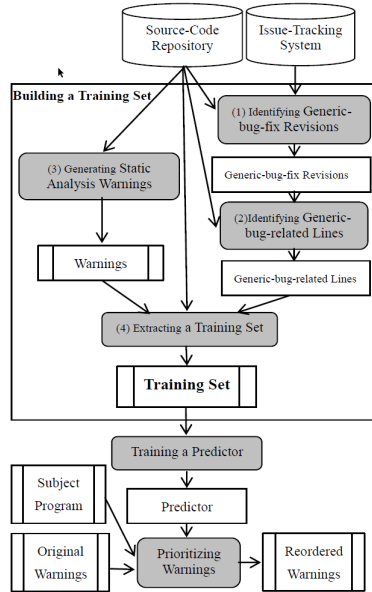 Source-Code
Repository
Issue-Tracking
System
Building a Training Set
(1) Identifying Generic-
bug-fix Revisions
(3) Generating Static
Analysis Warnings
Generic-bug-fix Revisions
(2)Identifying Generic-
bug-related Lines
Warnings
Generic-bug-related Lines
(4) Extracting a Training Set
Training Set
Training a Predictor
Subject
Program
Predictor
Original
Warnings
Prioritizing
Warnings
Reordered
Warnings